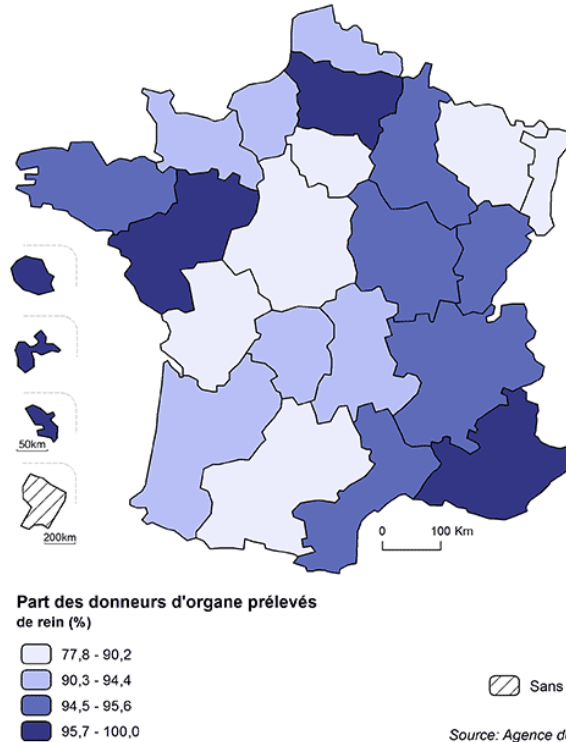 50km
200km
0 100 Km
Part des donneurs d'organe prélevés
de rein (%)
77,8 - 90,2
90,3 - 94,4
94,5 - 95,6
95,7 - 100,0
Sans
Source: Agence de